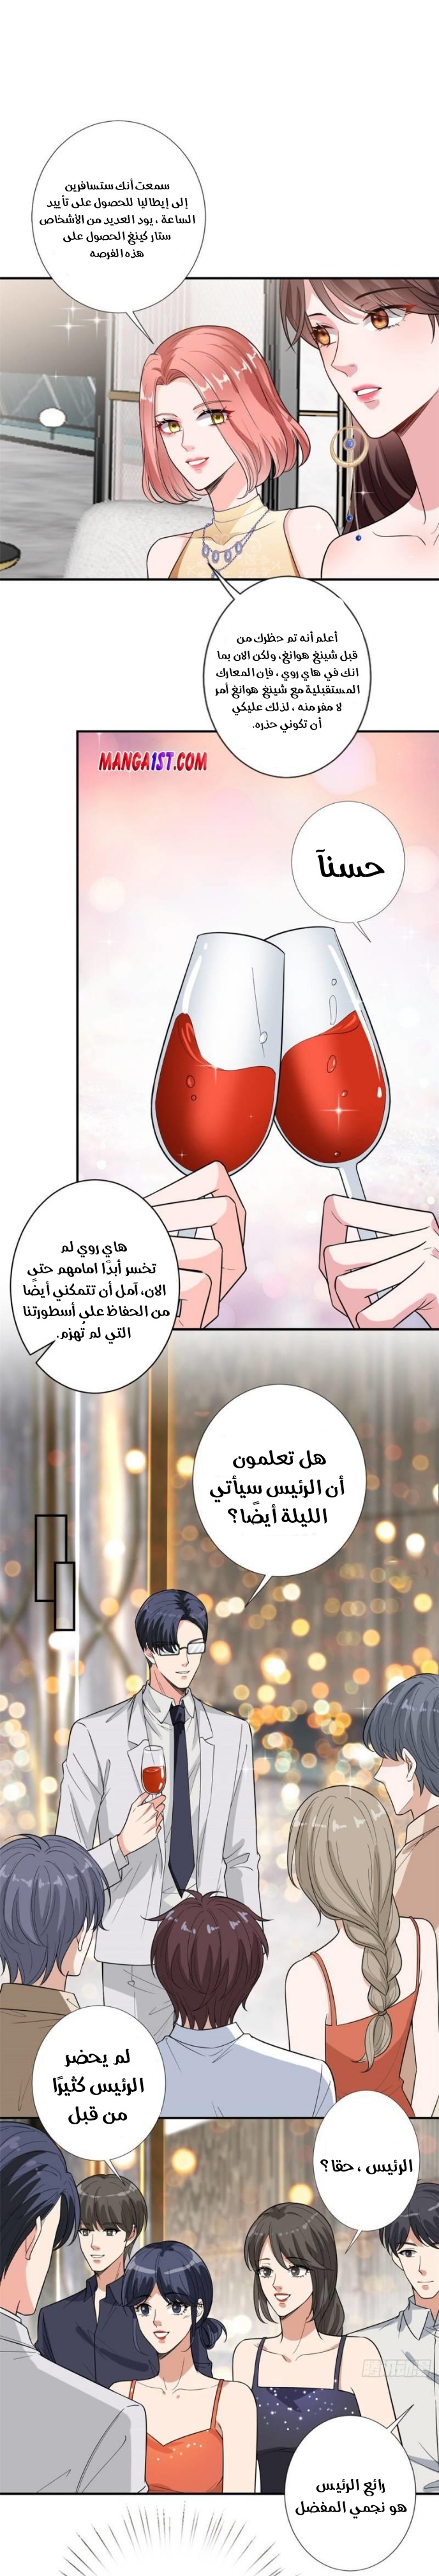 سمعت أنك ستسافرين
إلى إيطاليا للحصول على تأييد
الساعة ، يود العديد من الأشخاص
ستار كينغ الحصول على
هذه الفرصه
أعلم أنه تم حظرك من
قبل شينغ هوانغ، ولكن الان بما
انك في هاي روي ، فإن المعارك
المستقبلية مع شينغ هوانغ أمر
لا مفر منه ، لذلك عليكي
أن تكوني حذره.
MANGA1ST.COM
حسنآ
هاي روي لم
تخسر أبدًا امامهم حتى
الان، آمل أن تتمكني أيضًا
من الحفاظ على أسطورتنا
التي لم تُهزم.
هل تعلمون
أن الرئيس سيأتي
الليلة أيضًا؟
لم يحضر
الرئيس كثيرًا
من قبل
الرئيس ، حقا؟
رائع الرئيس
هو نجمي المفضل